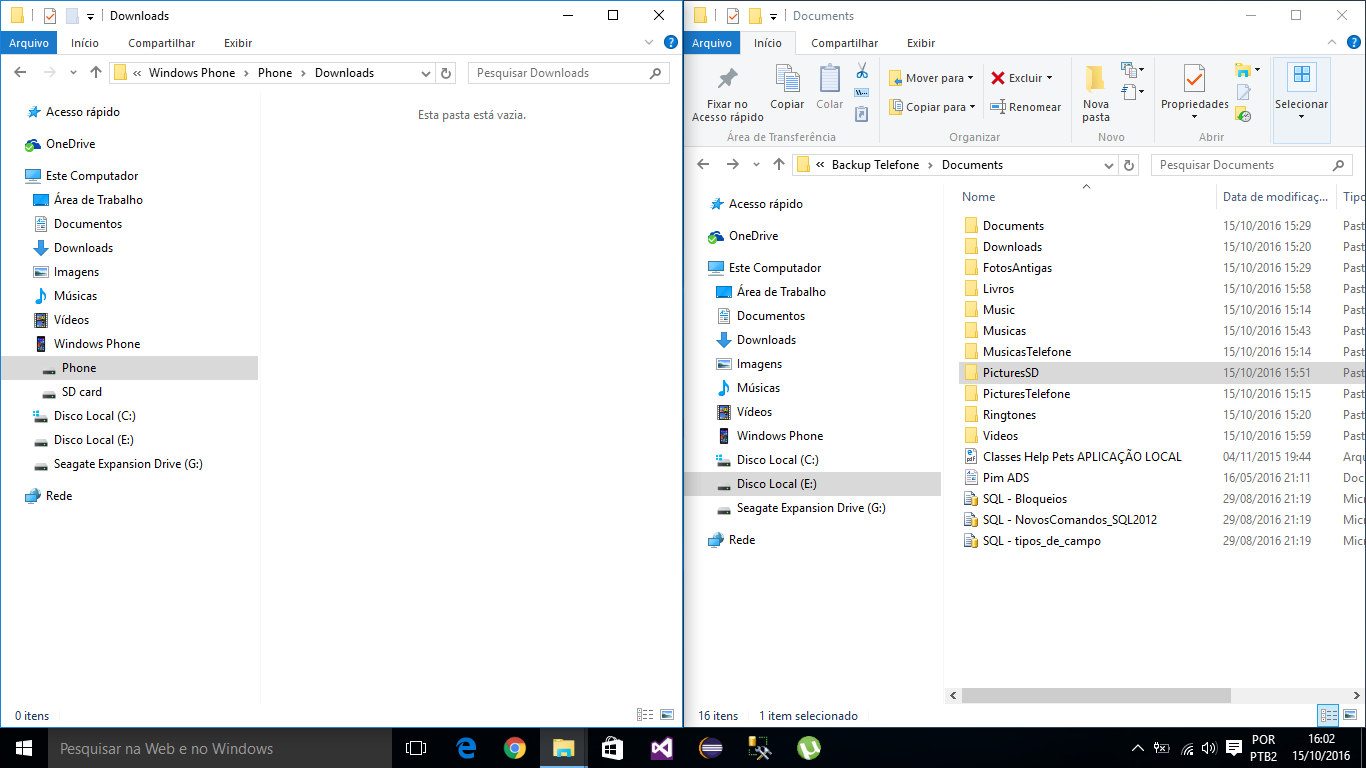 Downloads
Arquivo Início Compartilhar Exibir
Windows Phone Phone Downloads
Pesquisar Downloads
Acesso rápido
OneDrive
Este Computador
Área de Trabalho
Documentos
Downloads
Imagens
Músicas
Vídeos
Windows Phone
Phone
SD card
Disco Local (C:)
Disco Local (E:)
Seagate Expansion Drive (G:)
Rede
Esta pasta está vazia.
0 itens
Documents
Arquivo Início Compartilhar Exibir
Fixar no
Acesso rápido
Copiar
Colar
Área de Transferência
Mover para
Copiar para
Excluir
Renomear
Organizar
Nova
pasta
Novo
Propriedades
Abrir
Selecionar
Backup Telefone Documents
Pesquisar Documents
Acesso rápido
OneDrive
Este Computador
Área de Trabalho
Documentos
Downloads
Imagens
Músicas
Vídeos
Windows Phone
Disco Local (C:)
Disco Local (E:)
Seagate Expansion Drive (G:)
Rede
Nome Data de modificaç... Tipo
Documents 15/10/2016 15:29 Past
Downloads 15/10/2016 15:20 Past
FotosAntigas 15/10/2016 15:29 Past
Livros 15/10/2016 15:58 Past
Music 15/10/2016 15:14 Past
Musicas 15/10/2016 15:43 Past
MusicasTelefone 15/10/2016 15:14 Past
PicturesSD 15/10/2016 15:51 Past
PicturesTelefone 15/10/2016 15:15 Past
Ringtones 15/10/2016 15:20 Past
Videos 15/10/2016 15:59 Past
Classes Help Pets APLICAÇÃO LOCAL 04/11/2015 19:44 Arqu
Pim ADS 16/05/2016 21:11 Doc
SQL - Bloqueios 29/08/2016 21:19 Micr
SQL - NovosComandos_SQL2012 29/08/2016 21:19 Micr
SQL - tipos_de_campo 29/08/2016 21:19 Micr
16 itens 1 item selecionado
Pesquisar na Web e no Windows
POR
PTB2
16:02
15/10/2016